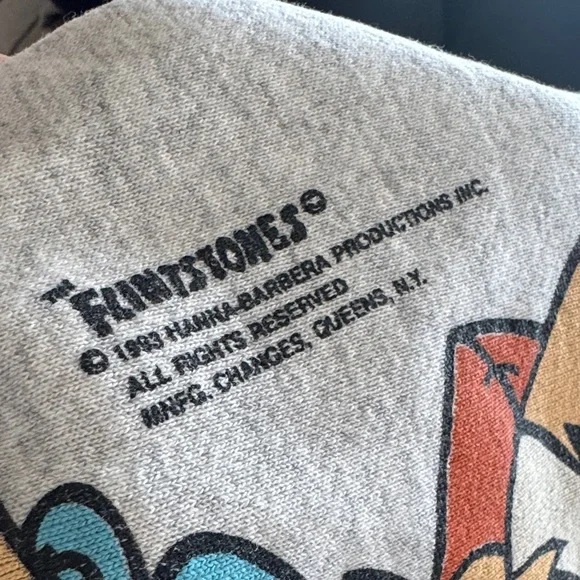 THE FLINTSTONES©
© 1993 HANNA-BARBERA PRODUCTIONS INC.
ALL RIGHTS RESERVED
MNFG. CHANGES, QUEENS, N.Y.